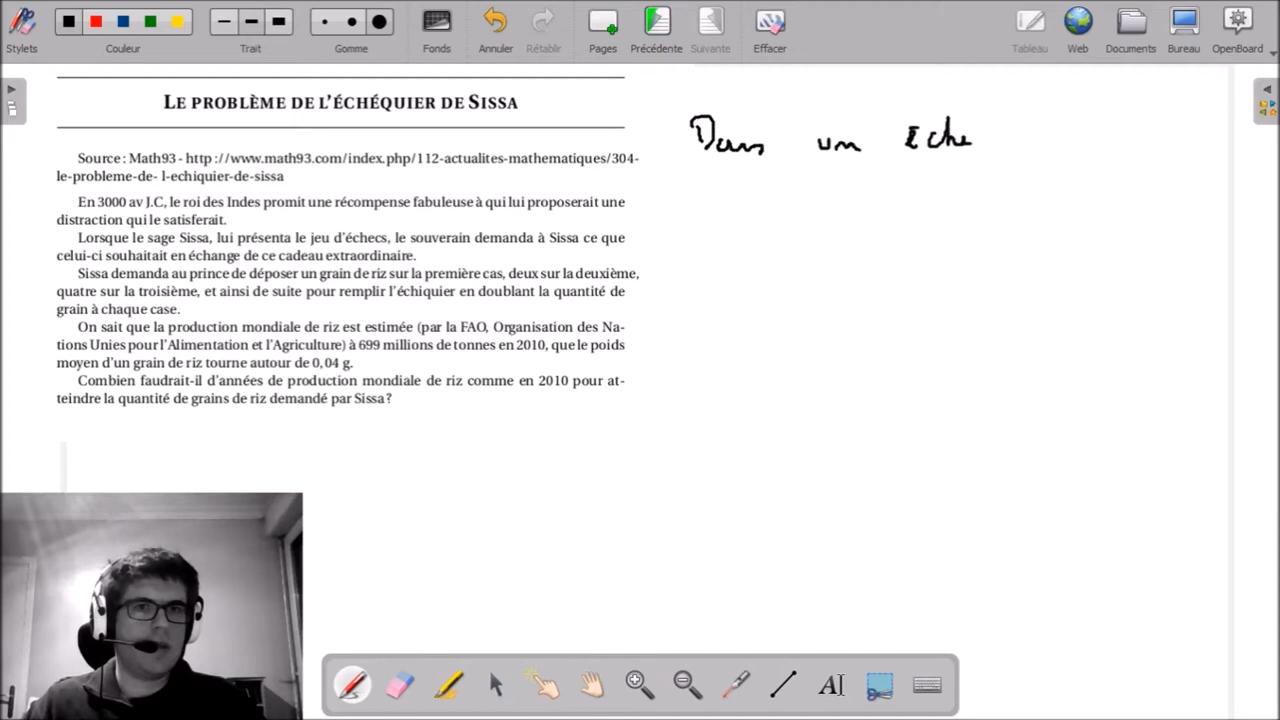 Stylets
Couleur
Trait
Gomme
Fonds
Annuler
Rétablir
Pages
Précédente
Suivante
Effacer
Tableau
Web
Documents
Bureau
OpenBoard
LE PROBLÈME DE L'ÉCHÉQUIER DE SISSA
Source : Math93 - http ://www.math93.com/index.php/112-actualites-mathematiques/304-
le-probleme-de- l-echiquier-de-sissa
En 3000 av J.C, le roi des Indes promit une récompense fabuleuse à qui lui proposerait une
distraction qui le satisferait.
Lorsque le sage Sissa, lui présenta le jeu d'échecs, le souverain demanda à Sissa ce que
celui-ci souhaitait en échange de ce cadeau extraordinaire.
Sissa demanda au prince de déposer un grain de riz sur la première cas, deux sur la deuxième,
quatre sur la troisième, et ainsi de suite pour remplir l'échiquier en doublant la quantité de
grain à chaque case.
On sait que la production mondiale de riz est estimée (par la FAO, Organisation des Na-
tions Unies pour l'Alimentation et l'Agriculture) à 699 millions de tonnes en 2010, que le poids
moyen d'un grain de riz tourne autour de 0,04 g.
Combien faudrait-il d'années de production mondiale de riz comme en 2010 pour at-
teindre la quantité de grains de riz demandé par Sissa ?
Dans un eche
AI